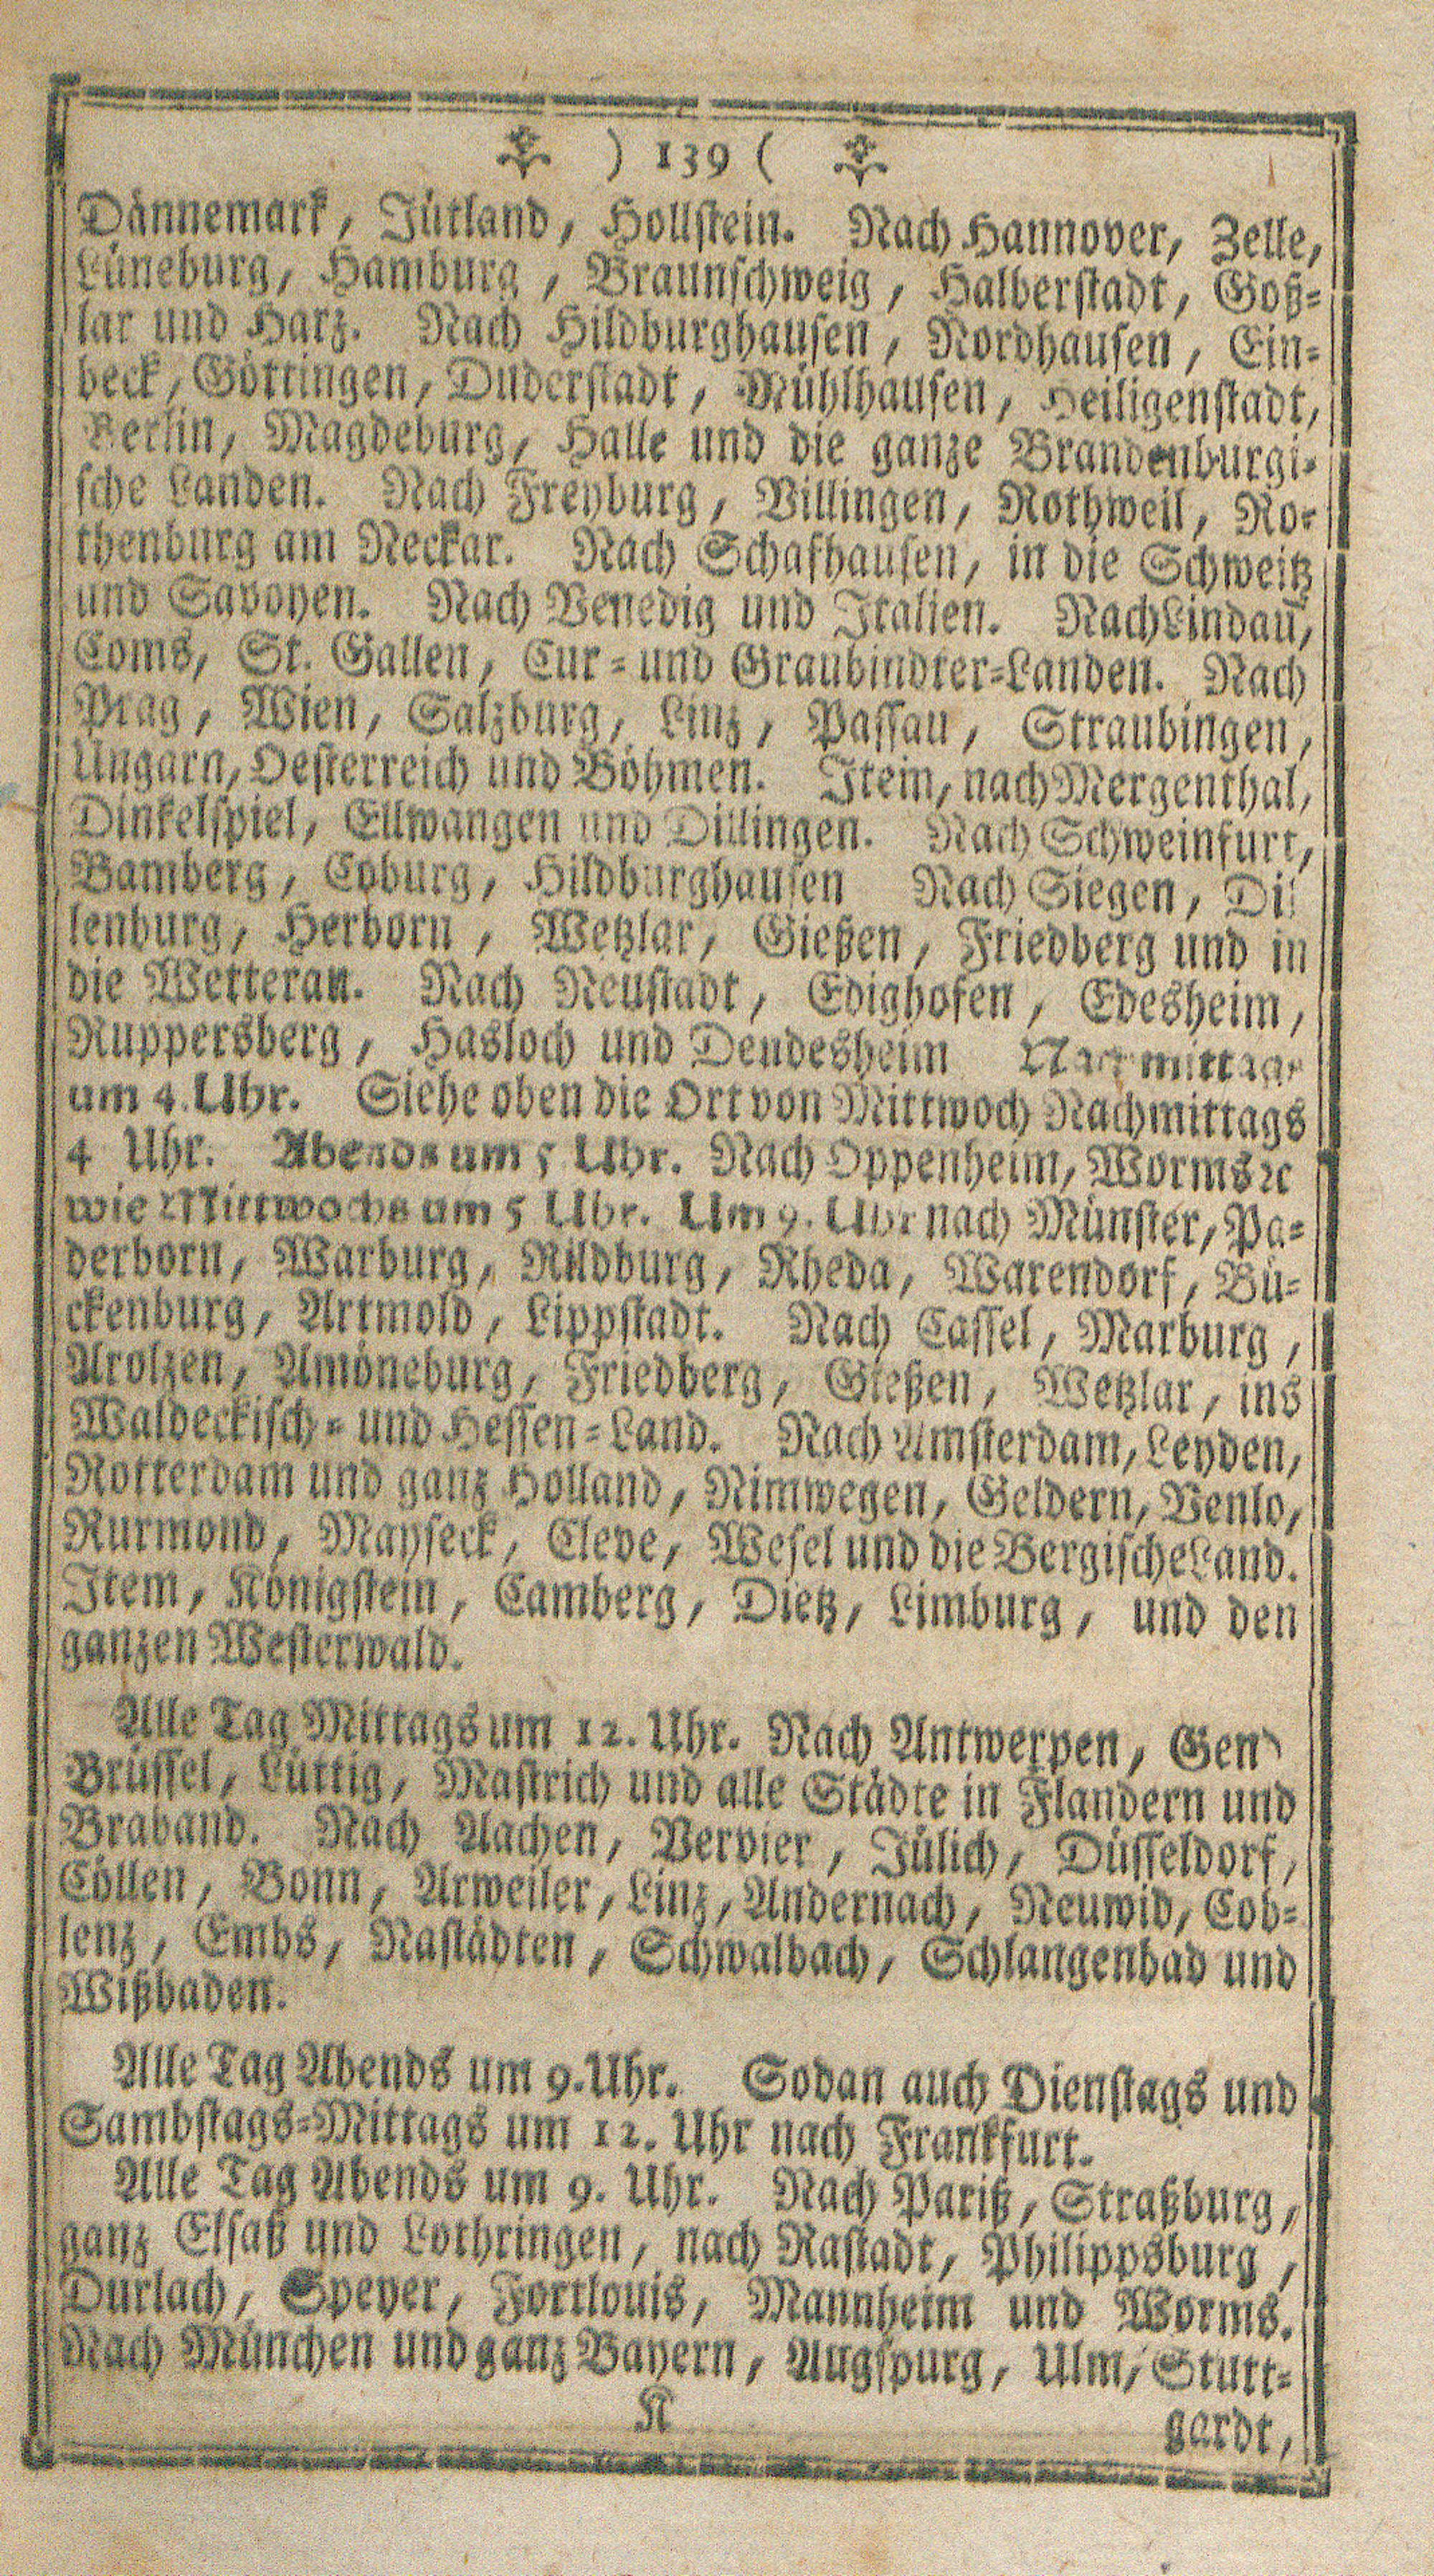 ) 139 (
Dännemark, Jütland, Hollstein. Nach Hannover, Zelle,
Lüneburg, Hamburg, Braunschweig, Halberstadt, Goß-
lar und Harz. Nach Hildburghausen, Nordhausen, Ein-
beck, Göttingen, Duderstadt, Mühlhausen, Heiligenstadt,
Berlin, Magdeburg, Halle und die ganze Brandenburgi-
sche Landen. Nach Freyburg, Villingen, Rothweil, Ro-
thenburg am Neckar. Nach Schafhausen, in die Schweitz
und Savoyen. Nach Venedig und Italien. Nach Lindau,
Coms, St. Gallen, Cur- und Graubindter-Landen. Nach
Prag, Wien, Salzburg, Linz, Passau, Straubingen,
Ungarn, Oesterreich und Böhmen. Item, nach Mergenthal,
Dinkelspiel, Ellwangen und Dillingen. Nach Schweinfurt,
Bamberg, Coburg, Hildburghausen Nach Siegen, Dil
lenburg, Herborn, Wetzlar, Gießen, Friedberg und in
die Wetterau. Nach Neustadt, Edighofen, Edesheim,
Ruppersberg, Hasloch und Deudesheim Nachmittags
um 4. Uhr. Siehe oben die Ort von Mittwoch Nachmittags
4 Uhr. Abends um 5 Uhr. Nach Oppenheim, Worms ꝛc
wie Mittwochs um 5 Uhr. Um 9. Uhr nach Münster, Pa-
derborn, Warburg, Rildburg, Rheda, Warendorf, Bü-
ckenburg, Artmold, Lippstadt. Nach Cassel, Marburg,
Arolzen, Amöneburg, Friedberg, Gießen, Wetzlar, ins
Waldeckisch- und Hessen-Land. Nach Amsterdam, Leyden,
Rotterdam und ganz Holland, Nimwegen, Geldern, Venlo,
Rurmond, Mayseck, Cleve, Wesel und die Bergische Land.
Item, Königstein, Camberg, Dietz, Limburg, und den
ganzen Westerwald.
Alle Tag Mittags um 12. Uhr. Nach Antwerpen, Gend
Brüssel, Lüttig, Mastrich und alle Städte in Flandern und
Braband. Nach Aachen, Vervier, Jülich, Düsseldorf,
Cöllen, Bonn, Arweiler, Linz, Andernach, Neuwid, Cob-
lenz, Embs, Nastädten, Schwalbach, Schlangenbad und
Wißbaden.
Alle Tag Abends um 9. Uhr. Sodan auch Dienstags und
Sambstags-Mittags um 12. Uhr nach Frankfurt.
Alle Tag Abends um 9. Uhr. Nach Pariß, Straßburg,
ganz Elsaß und Lothringen, nach Rastadt, Philippsburg,
Durlach, Speyer, Fortlouis, Mannheim und Worms.
Nach München und ganz Bayern, Augspurg, Ulm, Stutt-
K
gardt,